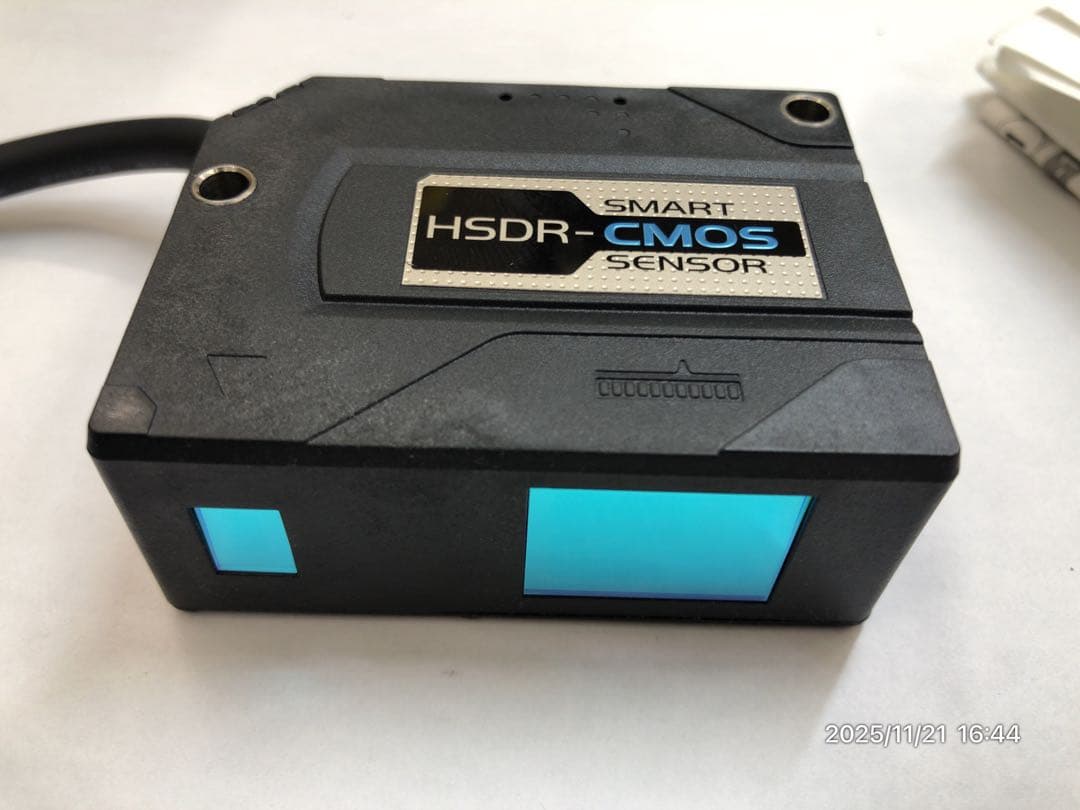 SMART
HSDR-CMOS
SENSOR
2025/11/21 16:44